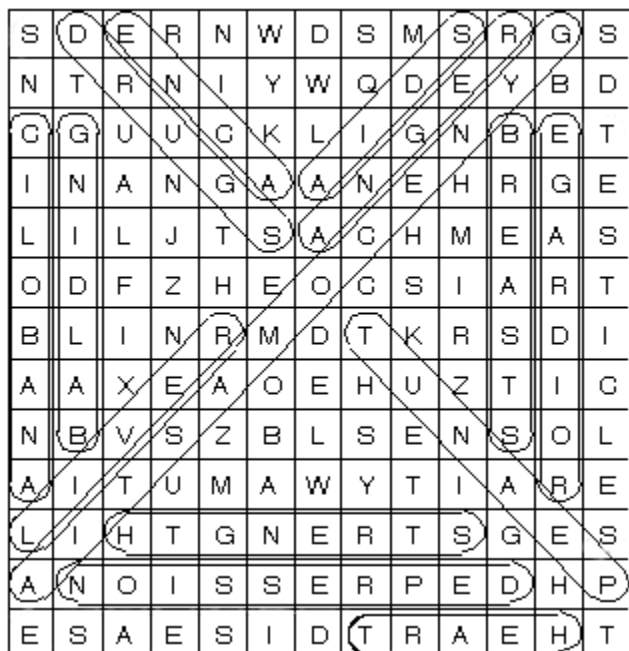 S D E R N W D S M S R G S
N T R N I Y W Q D E Y B D
C G U U C K L I G N B E T
I N A N G A A N E H R G E
L I L J T S A C H M E A S
O D F Z H E O C S I A R T
B L I N R M D T K R S D I
A A X E A O E H U Z T I C
N B V S Z B L S E N S O L
A I T U M A W Y T I A R E
L I H T G N E R T S G E S
A N O I S S E R P E D H P
E S A E S I D T R A E H T